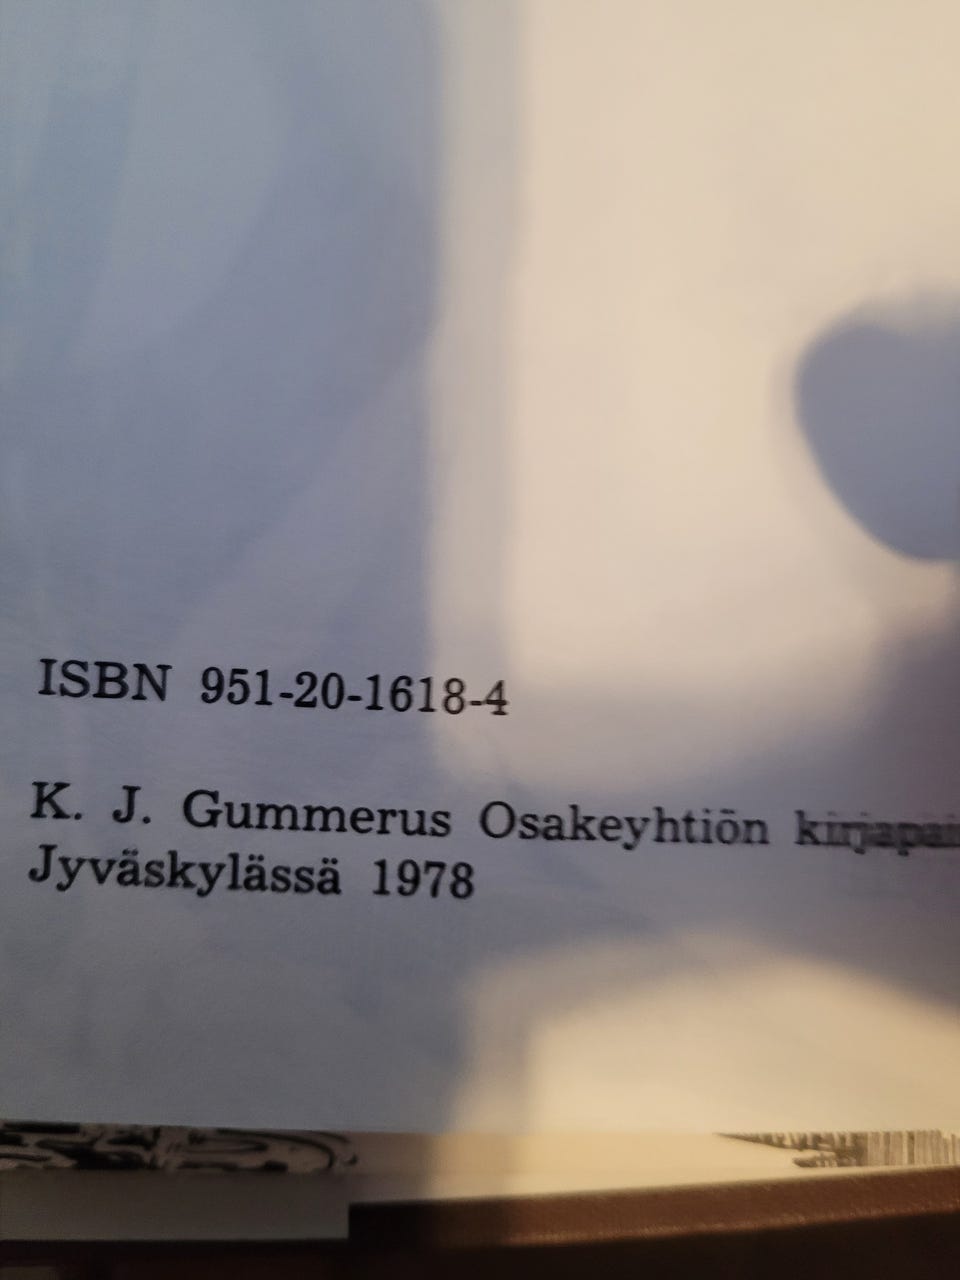 ISBN 951-20-1618-4
K. J. Gummerus Osakeyhtiön
Jyväskylässä 1978